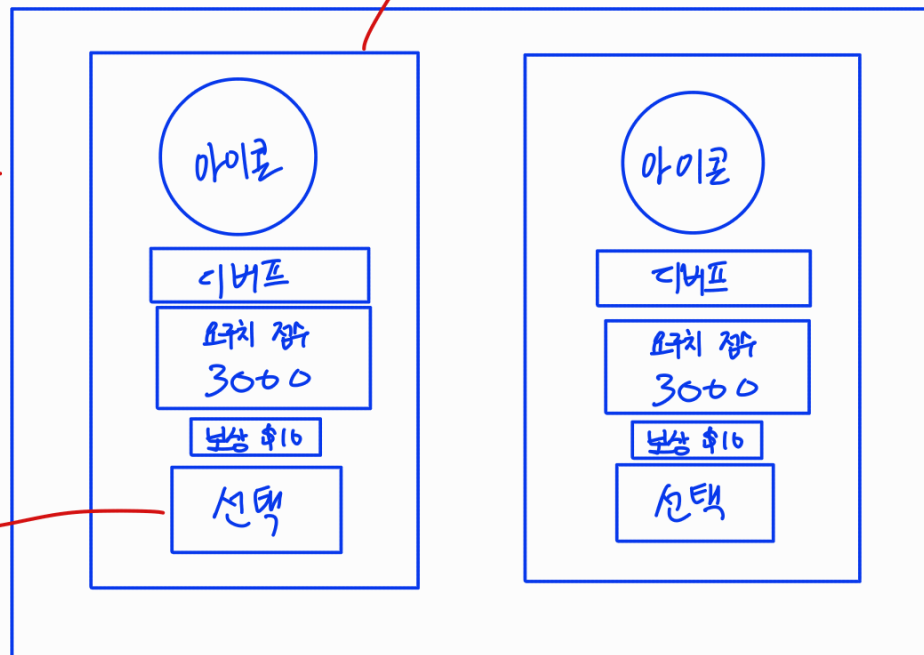 아이콘
디버프
요구치 점수
3000
보상 $10
선택
아이콘
디버프
요구치 점수
3000
보상 $10
선택